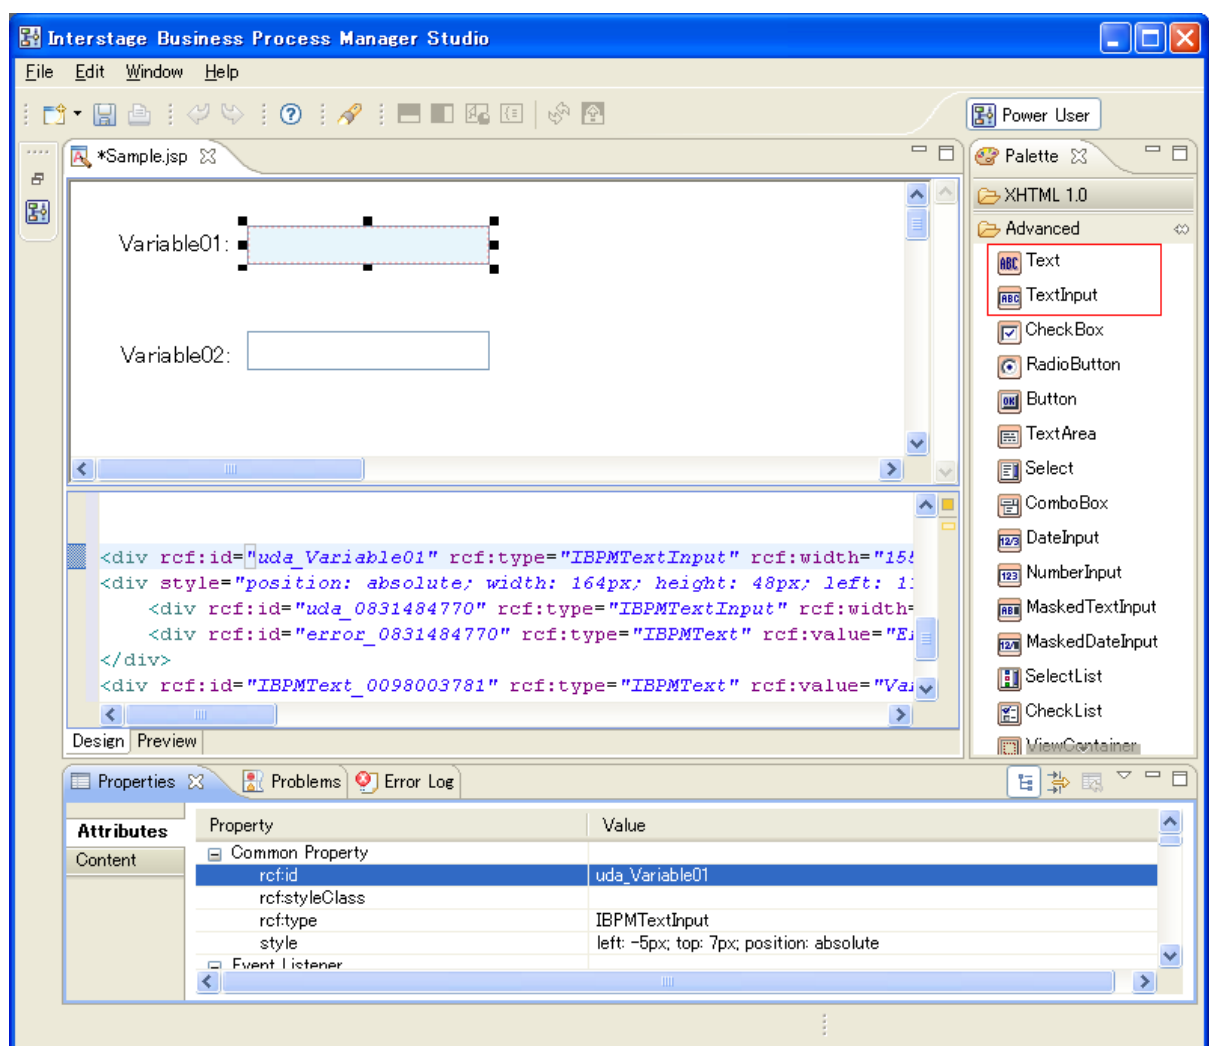 Interstage Business Process Manager Studio
File Edit Window Help
Power User
*Sample.jsp
Palette
XHTML 1.0
Advanced
Variable01:
Variable02:
Text
TextInput
CheckBox
RadioButton
Button
TextArea
Select
ComboBox
DateInput
NumberInput
MaskedTextInput
MaskedDateInput
SelectList
CheckList
ViewContainer
<div rcf:id="uda_Variable01" rcf:type="IBPMTextInput" rcf:width="155
<div style="position: absolute; width: 164px; height: 48px; left: 1
<div rcf:id="uda_0831484770" rcf:type="IBPMTextInput" rcf:width=
<div rcf:id="error_0831484770" rcf:type="IBPMText" rcf:value="E
</div>
<div rcf:id="IBPMText_0098003781" rcf:type="IBPMText" rcf:value="Va
Design Preview
Properties Problems Error Log
Attributes
Content
Property Value
Common Property
rcf:id uda_Variable01
rcf:styleClass
rcf:type IBPMTextInput
style left: -5px; top: 7px; position: absolute
Event Listener